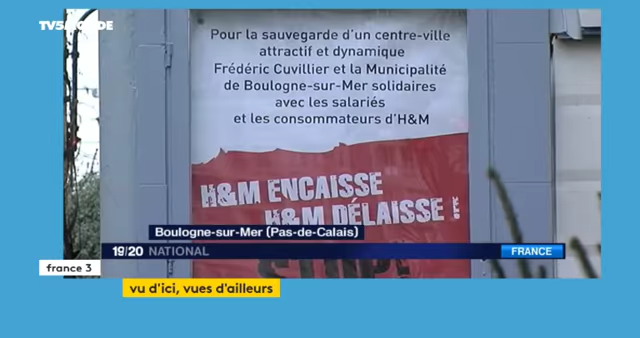 TV5MONDE
Pour la sauvegarde d'un centre-ville
attractif et dynamique
Frédéric Cuvillier et la Municipalité
de Boulogne-sur-Mer solidaires
avec les salariés
et les consommateurs d'H&M
H&M ENCAISSE
H&M DÉLAISSE !
Boulogne-sur-Mer (Pas-de-Calais)
19/20 NATIONAL
FRANCE
france 3
vu d'ici, vues d'ailleurs